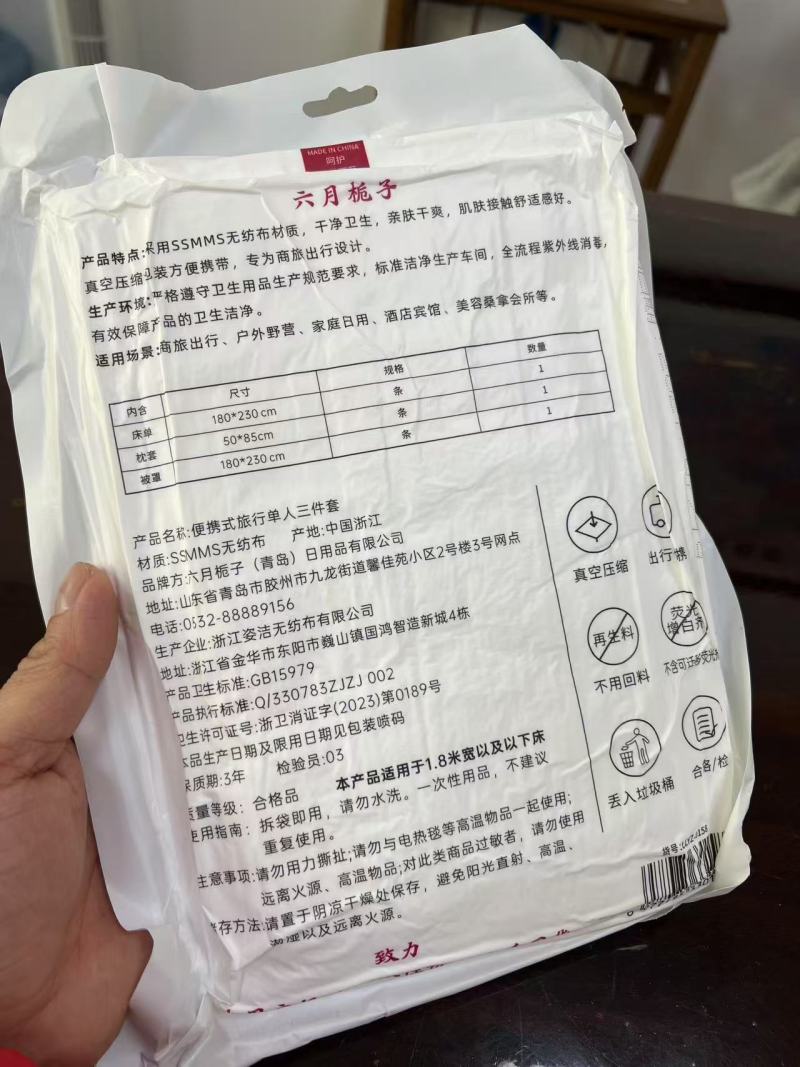 MADE IN CHINA
呵护
六月栀子
产品特点:采用SSMMS无纺布材质，干净卫生，亲肤干爽，肌肤接触舒适感好。
真空压缩包装方便携带，专为商旅出行设计。
生产环境:严格遵守卫生用品生产规范要求，标准洁净生产车间，全流程紫外线消毒，
有效保障产品的卫生洁净。
适用场景:商旅出行、户外野营、家庭日用、酒店宾馆、美容桑拿会所等。
内含 尺寸 规格 数量
床单 180*230cm 条 1
枕套 50*85cm 条 1
被罩 180*230cm 条 1
产品名称:便携式旅行单人三件套
材质:SSMMS无纺布 产地:中国浙江
品牌方:六月栀子（青岛）日用品有限公司
地址:山东省青岛市胶州市九龙街道馨佳苑小区2号楼3号网点
电话:0532-88889156
生产企业:浙江姿洁无纺布有限公司
地址:浙江省金华市东阳市巍山镇国鸿智造新城4栋
产品卫生标准:GB15979
产品执行标准:Q/330783ZJZJ 002
卫生许可证号:浙卫消证字(2023)第0189号
本品生产日期及限用日期见包装喷码
保质期:3年 检验员:03
质量等级：合格品 本产品适用于1.8米宽以及以下床
使用指南：拆袋即用，请勿水洗。一次性用品，不建议
重复使用。
注意事项:请勿用力撕扯;请勿与电热毯等高温物品一起使用;
远离火源、高温物品;对此类商品过敏者，请勿使用
储存方法:请置于阴凉干燥处保存，避免阳光直射、高温、
潮湿以及远离火源。
真空压缩
出行携
再生料
不用回料
荧光
增白剂
不含可迁移荧光
丢入垃圾桶
合各/检
货号:
致力